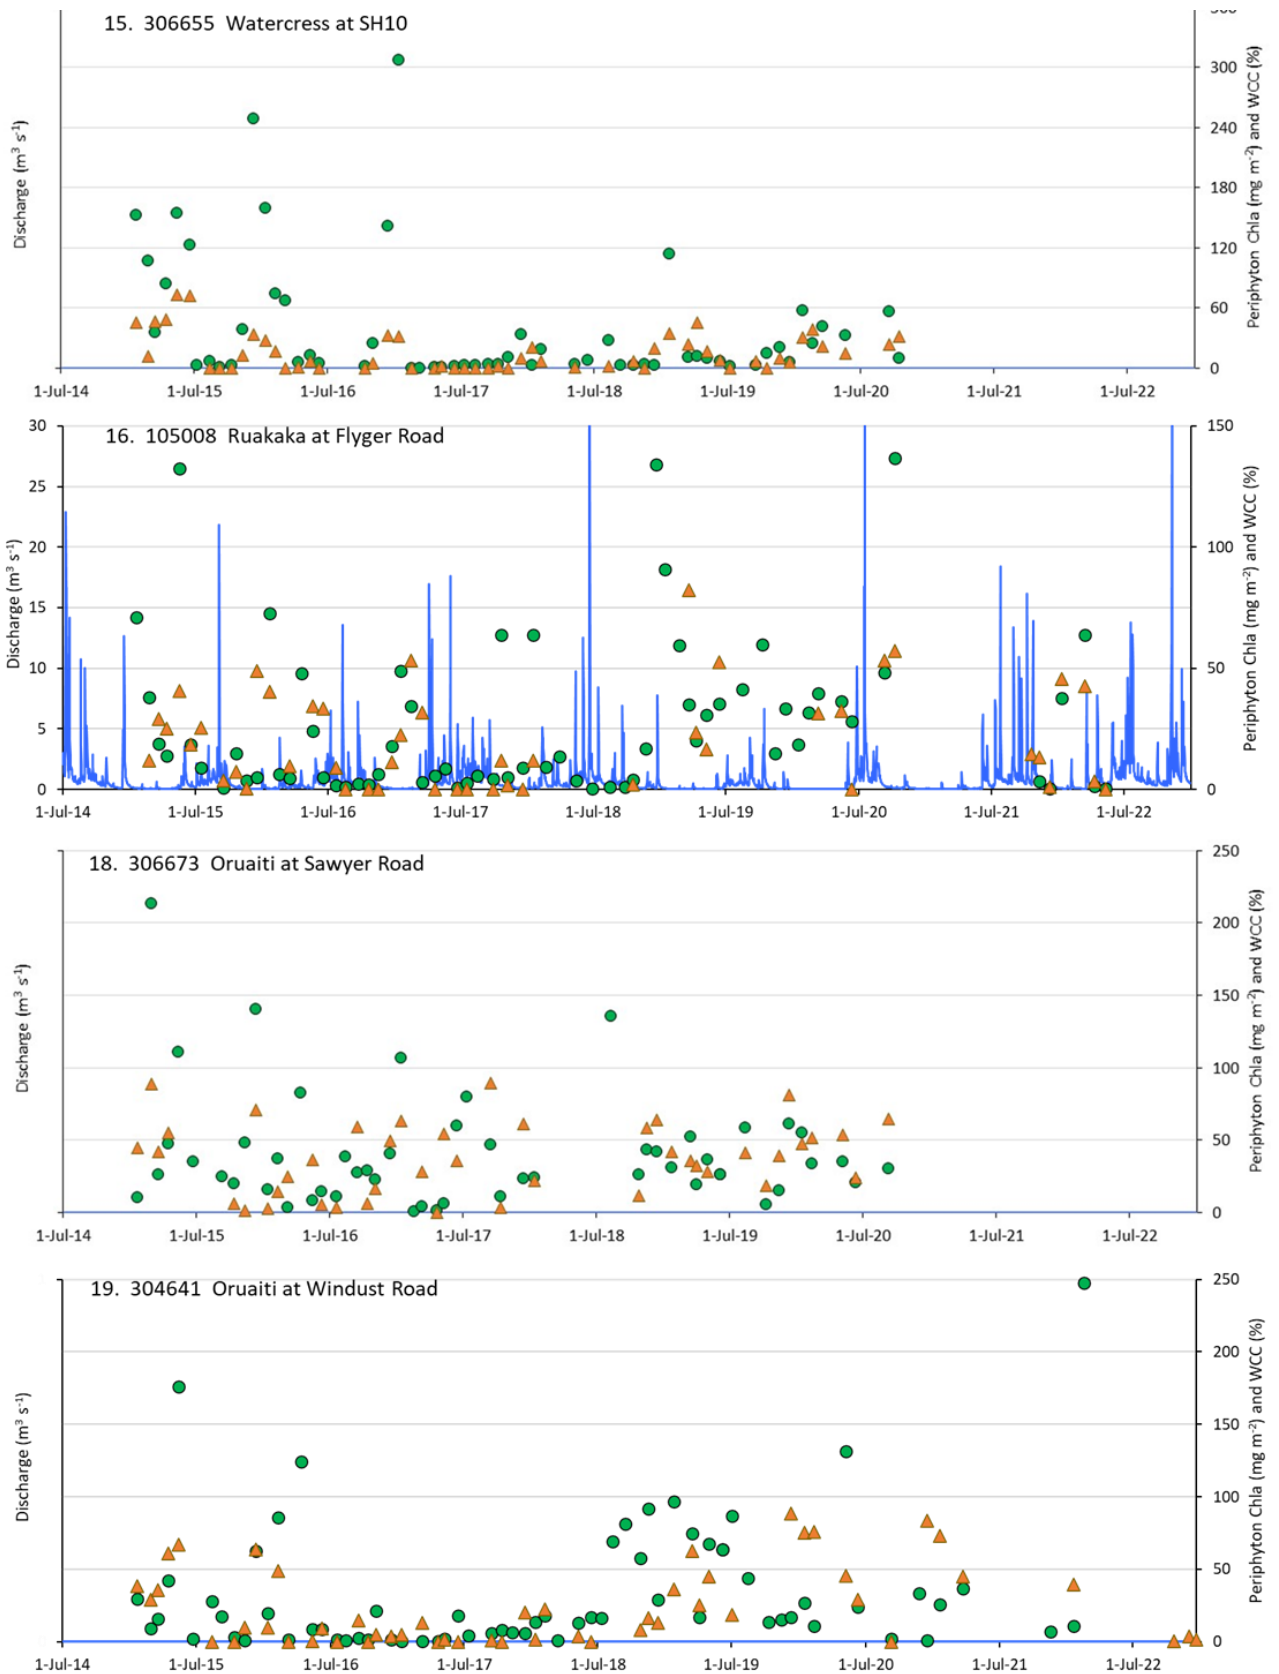 15. 306655 Watercress at SH10
Discharge (m³ s⁻¹)
Periphyton Chla (mg m⁻²) and WCC (%)
300
240
180
120
60
0
1-Jul-14 1-Jul-15 1-Jul-16 1-Jul-17 1-Jul-18 1-Jul-19 1-Jul-20 1-Jul-21 1-Jul-22
16. 105008 Ruakaka at Flyger Road
Discharge (m³ s⁻¹)
Periphyton Chla (mg m⁻²) and WCC (%)
30 150
25
20 100
15
10 50
5
0 0
1-Jul-14 1-Jul-15 1-Jul-16 1-Jul-17 1-Jul-18 1-Jul-19 1-Jul-20 1-Jul-21 1-Jul-22
18. 306673 Oruaiti at Sawyer Road
Discharge (m³ s⁻¹)
Periphyton Chla (mg m⁻²) and WCC (%)
250
200
150
100
50
0
1-Jul-14 1-Jul-15 1-Jul-16 1-Jul-17 1-Jul-18 1-Jul-19 1-Jul-20 1-Jul-21 1-Jul-22
19. 304641 Oruaiti at Windust Road
Discharge (m³ s⁻¹)
Periphyton Chla (mg m⁻²) and WCC (%)
250
200
150
100
50
0
1-Jul-14 1-Jul-15 1-Jul-16 1-Jul-17 1-Jul-18 1-Jul-19 1-Jul-20 1-Jul-21 1-Jul-22